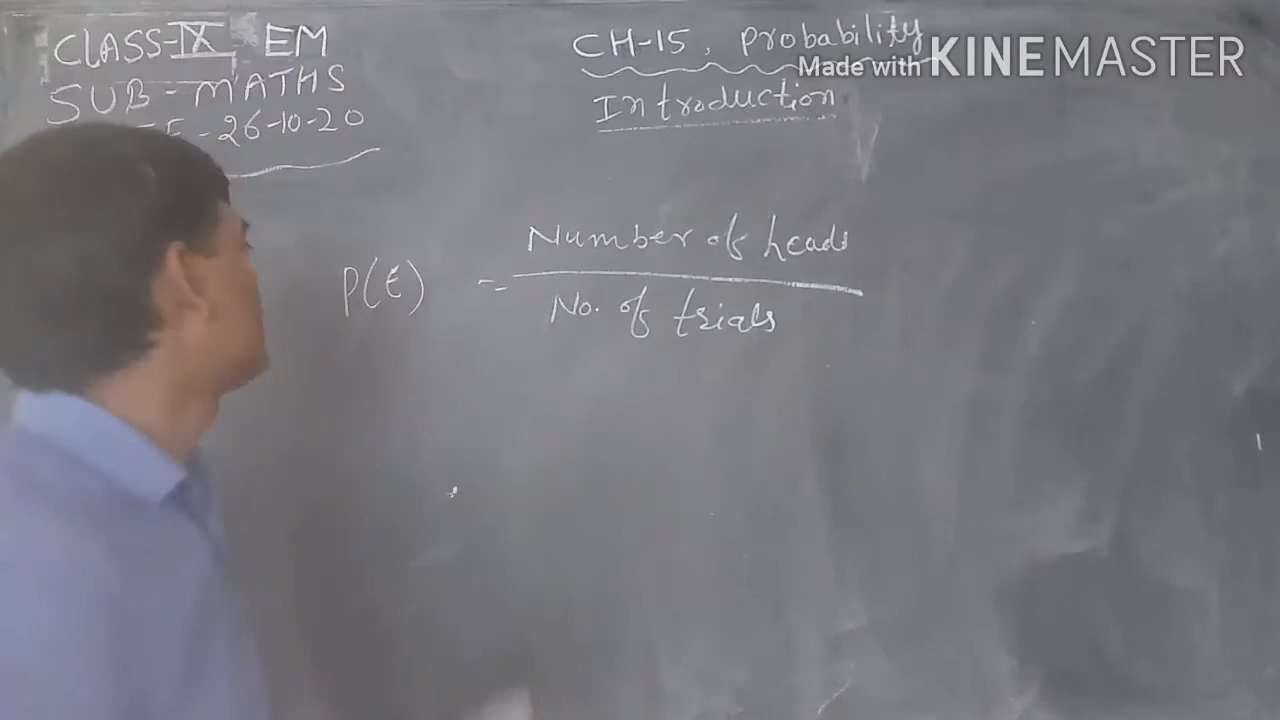 CLASS-IX EM
SUB-MATHS
-26-10-20
CH-15, Probability
Made with KINEMASTER
Introduction
P(E) = Number of heads
No. of trials